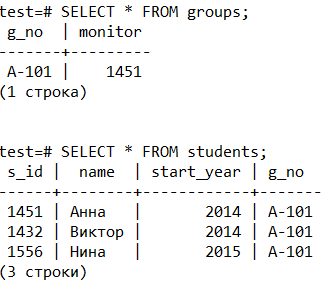 test=# SELECT * FROM groups;
 g_no  | monitor
-------+---------
 A-101 |    1451
(1 строка)

test=# SELECT * FROM students;
 s_id |  name  | start_year | g_no
------+--------+------------+-------
 1451 | Анна   |       2014 | A-101
 1432 | Виктор |       2014 | A-101
 1556 | Нина   |       2015 | A-101
(3 строки)